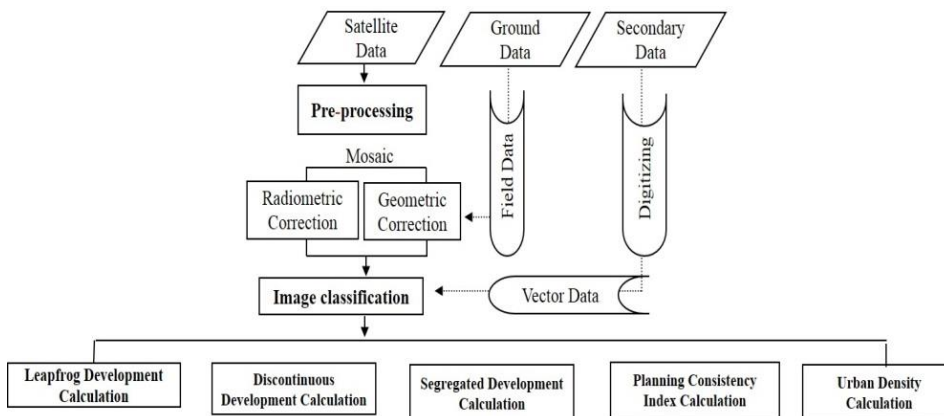 Satellite
Data
Ground
Data
Secondary
Data
Pre-processing
Mosaic
Radiometric
Correction
Geometric
Correction
Field Data
Digitizing
Image classification
Vector Data
Leapfrog Development
Calculation
Discontinuous
Development Calculation
Segregated Development
Calculation
Planning Consistency
Index Calculation
Urban Density
Calculation